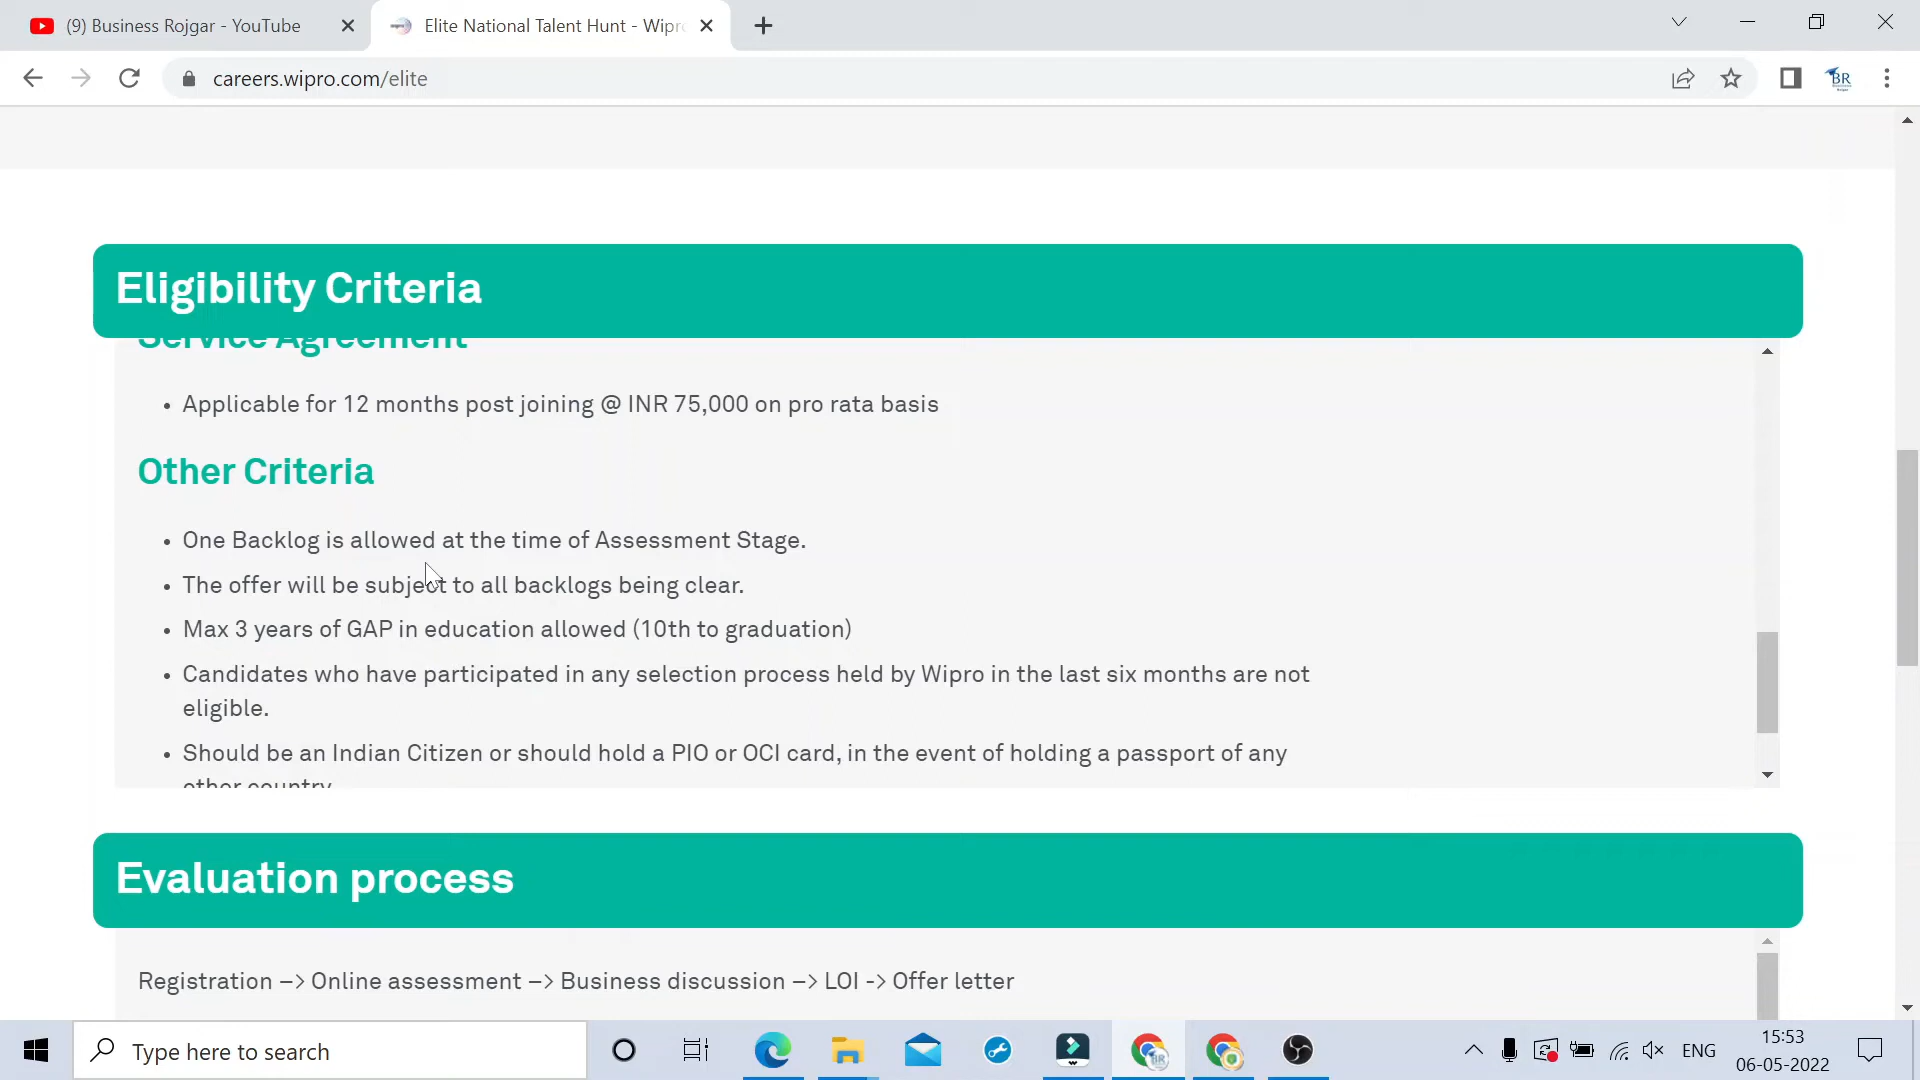 (9) Business Rojgar - YouTube
Elite National Talent Hunt - Wipr
careers.wipro.com/elite
BR
Eligibility Criteria
Service Agreement
• Applicable for 12 months post joining @ INR 75,000 on pro rata basis
Other Criteria
• One Backlog is allowed at the time of Assessment Stage.
• The offer will be subject to all backlogs being clear.
• Max 3 years of GAP in education allowed (10th to graduation)
• Candidates who have participated in any selection process held by Wipro in the last six months are not
eligible.
• Should be an Indian Citizen or should hold a PIO or OCI card, in the event of holding a passport of any
other country
Evaluation process
Registration –> Online assessment –> Business discussion –> LOI -> Offer letter
Type here to search
BR
ENG
15:53
06-05-2022